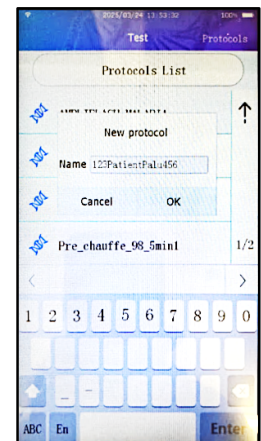 2025/03/24 13:53:32 100%
Test Protocols
Protocols List
New protocol
Name 123PatientPalu456
Cancel OK
Pre_chauffe_98_5min1 1/2
1 2 3 4 5 6 7 8 9 0
_ -
ABC En Enter